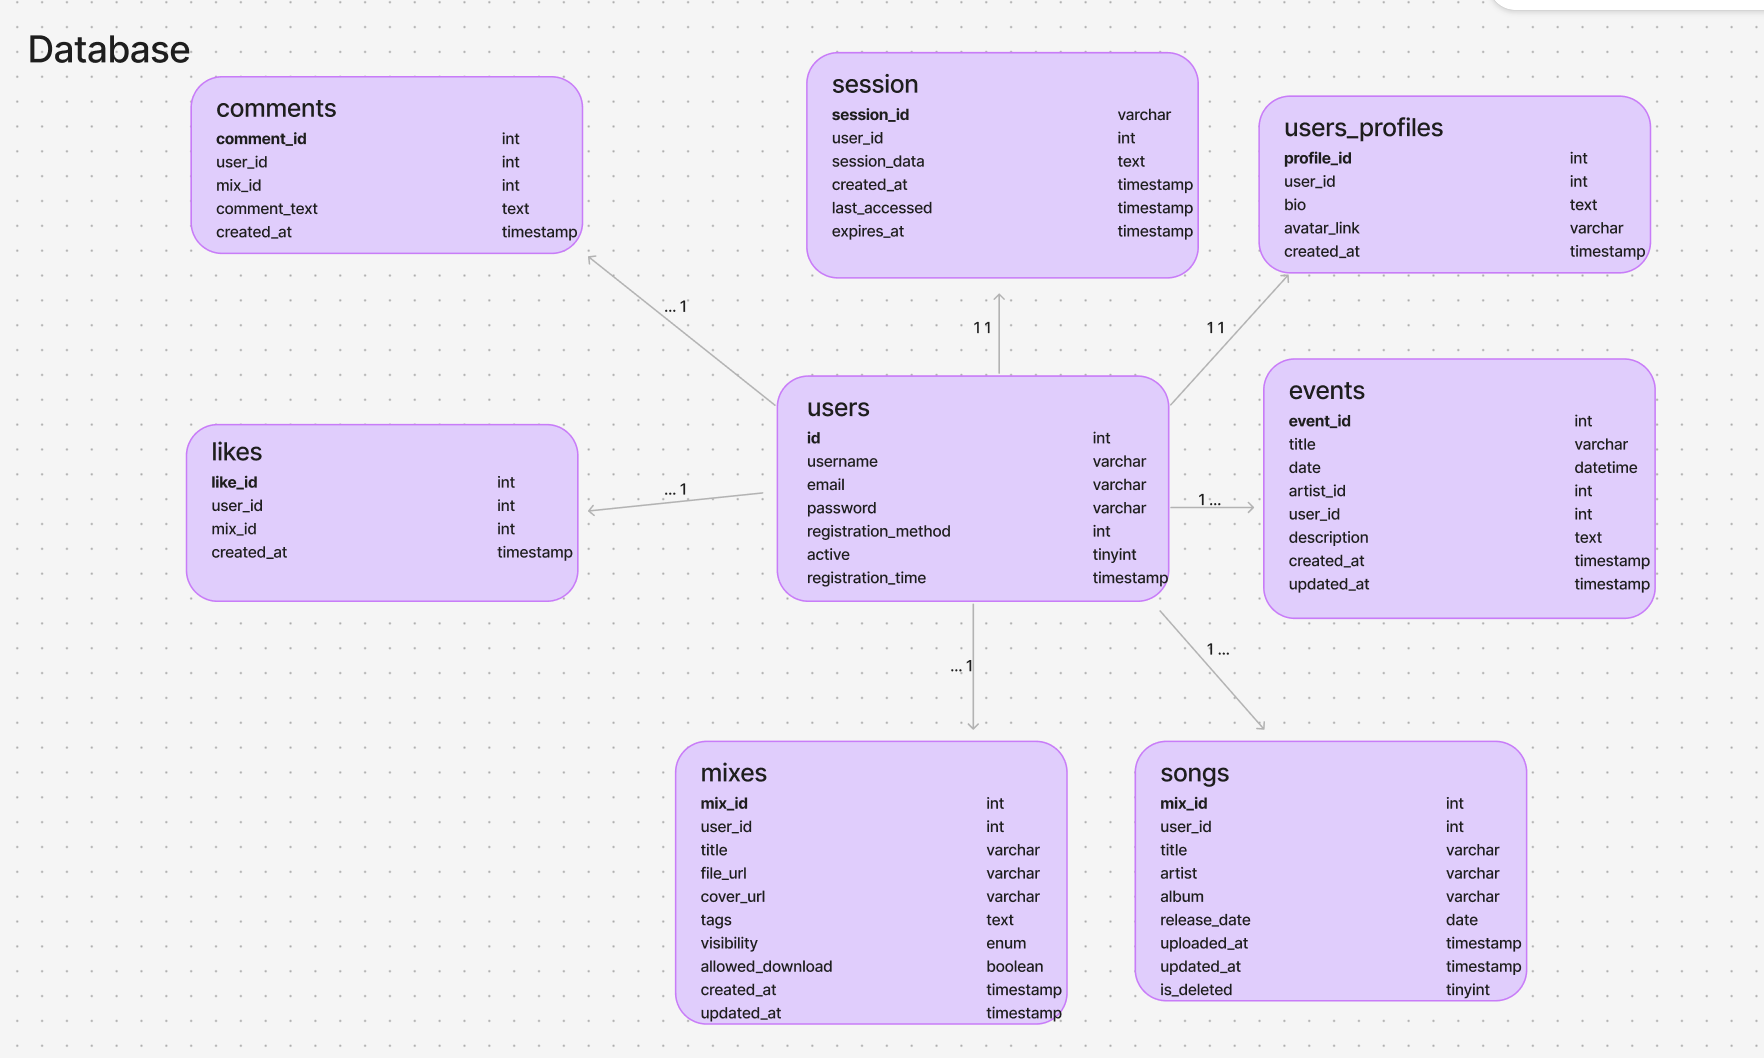 Database
comments
comment_id int
user_id int
mix_id int
comment_text text
created_at timestamp
session
session_id varchar
user_id int
session_data text
created_at timestamp
last_accessed timestamp
expires_at timestamp
users_profiles
profile_id int
user_id int
bio text
avatar_link varchar
created_at timestamp
... 1
1 1
1 1
likes
like_id int
user_id int
mix_id int
created_at timestamp
... 1
users
id int
username varchar
email varchar
password varchar
registration_method int
active tinyint
registration_time timestamp
1 ...
events
event_id int
title varchar
date datetime
artist_id int
user_id int
description text
created_at timestamp
updated_at timestamp
... 1
1 ...
mixes
mix_id int
user_id int
title varchar
file_url varchar
cover_url varchar
tags text
visibility enum
allowed_download boolean
created_at timestamp
updated_at timestamp
songs
mix_id int
user_id int
title varchar
artist varchar
album varchar
release_date date
uploaded_at timestamp
updated_at timestamp
is_deleted tinyint